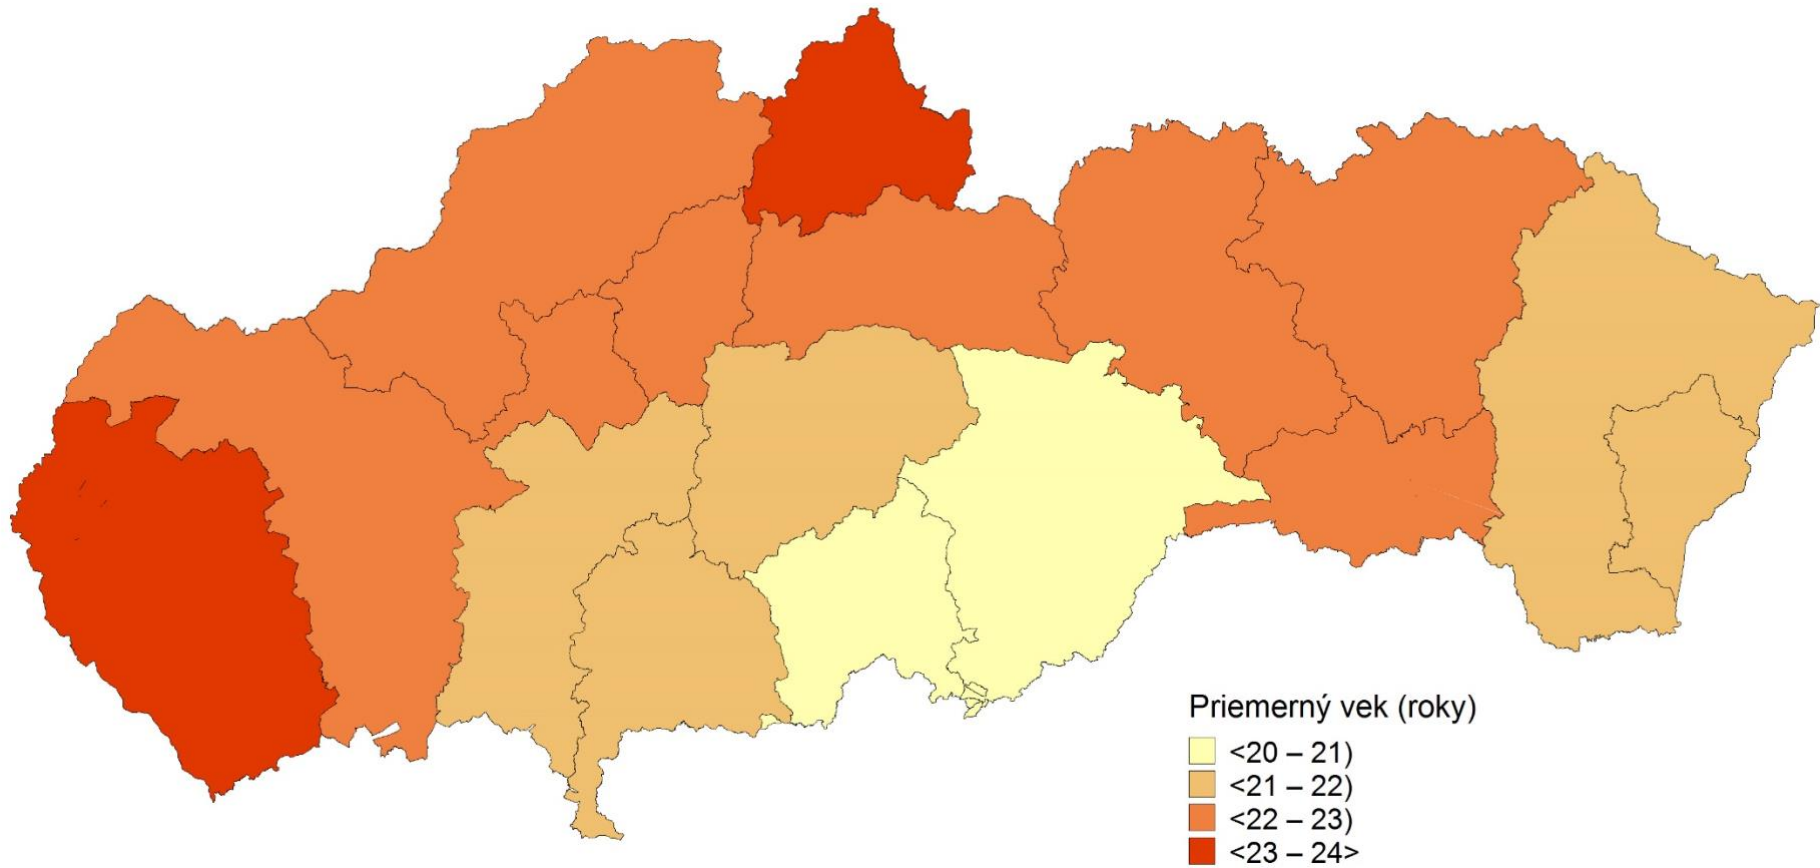 Priemerný vek (roky)
<20 – 21)
<21 – 22)
<22 – 23)
<23 – 24>